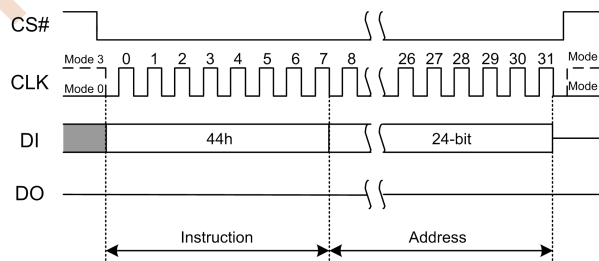 CS#
Mode 3 0 1 2 3 4 5 6 7 8 26 27 28 29 30 31 Mode
CLK
Mode 0 Mode
DI 44h 24-bit
DO
Instruction Address